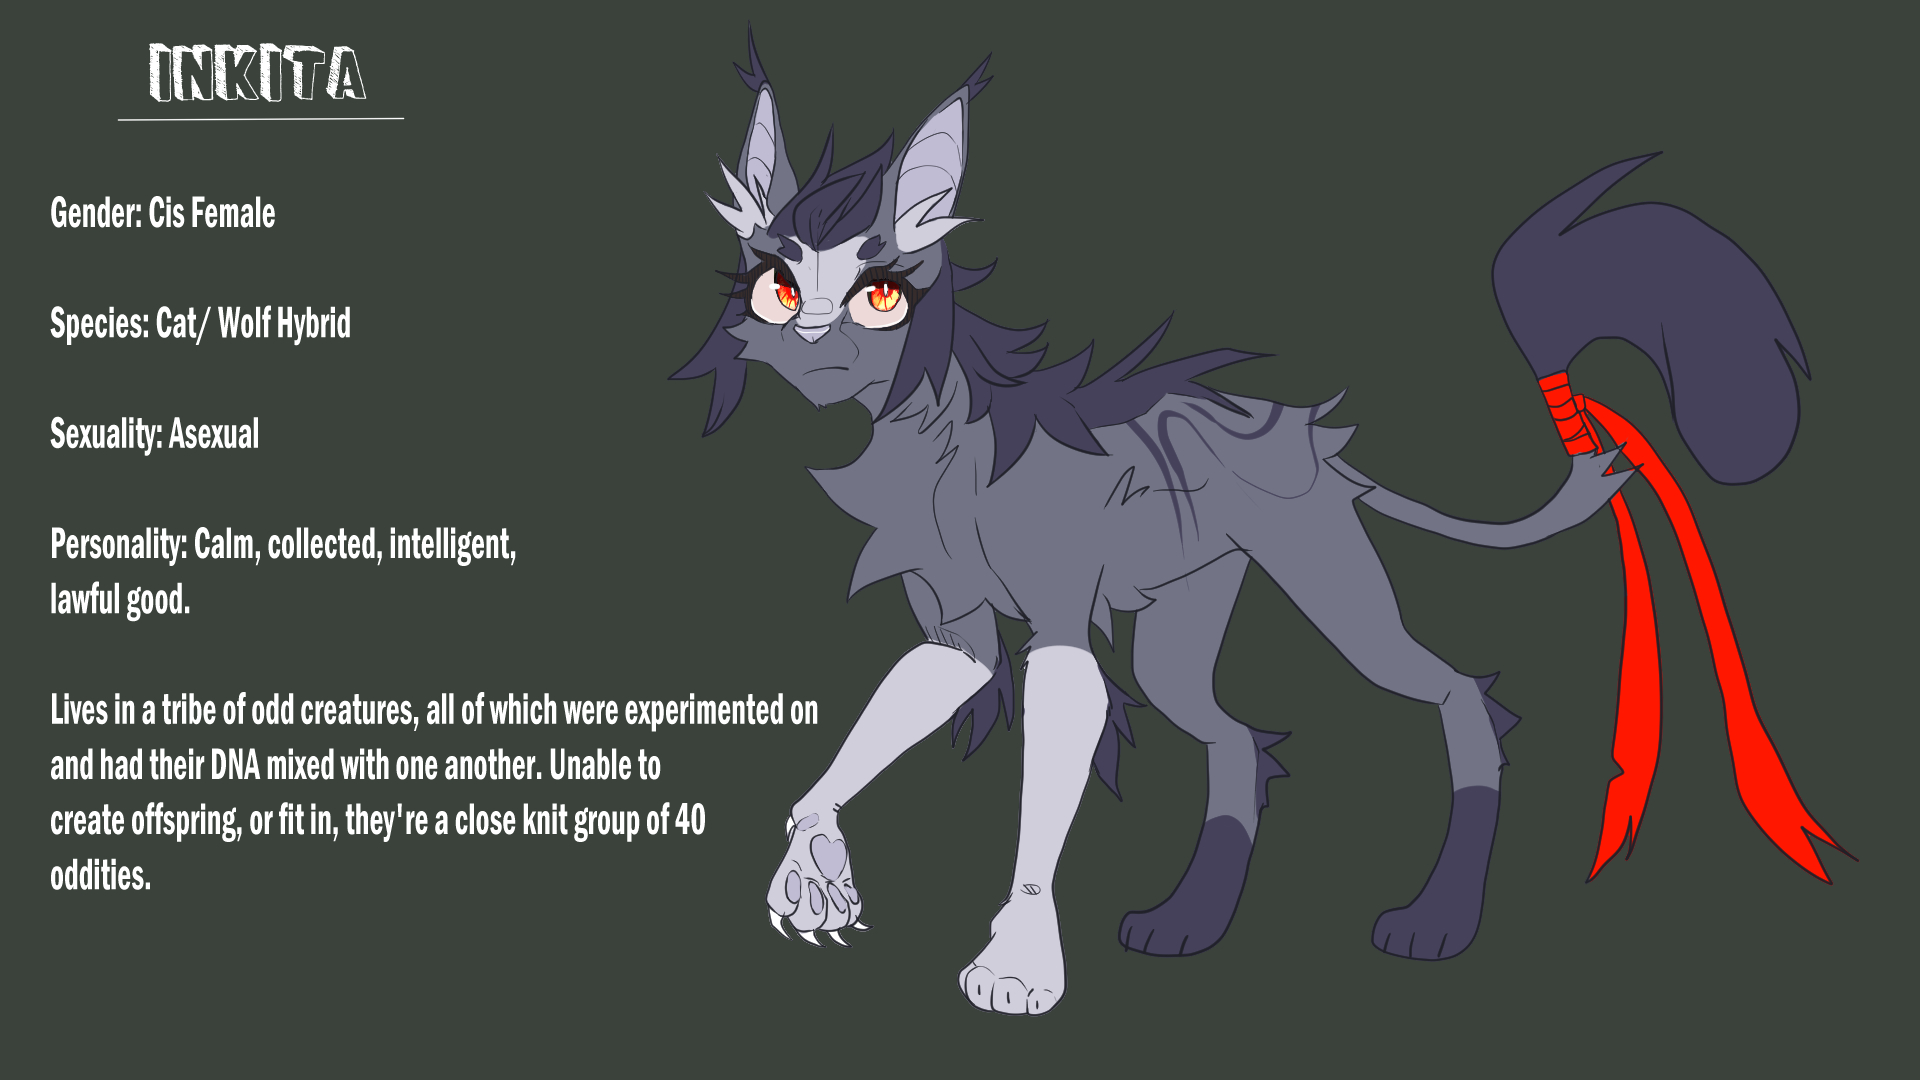 INKITA
Gender: Cis Female
Species: Cat/ Wolf Hybrid
Sexuality: Asexual
Personality: Calm, collected, intelligent,
lawful good.
Lives in a tribe of odd creatures, all of which were experimented on
and had their DNA mixed with one another. Unable to
create offspring, or fit in, they're a close knit group of 40
oddities.